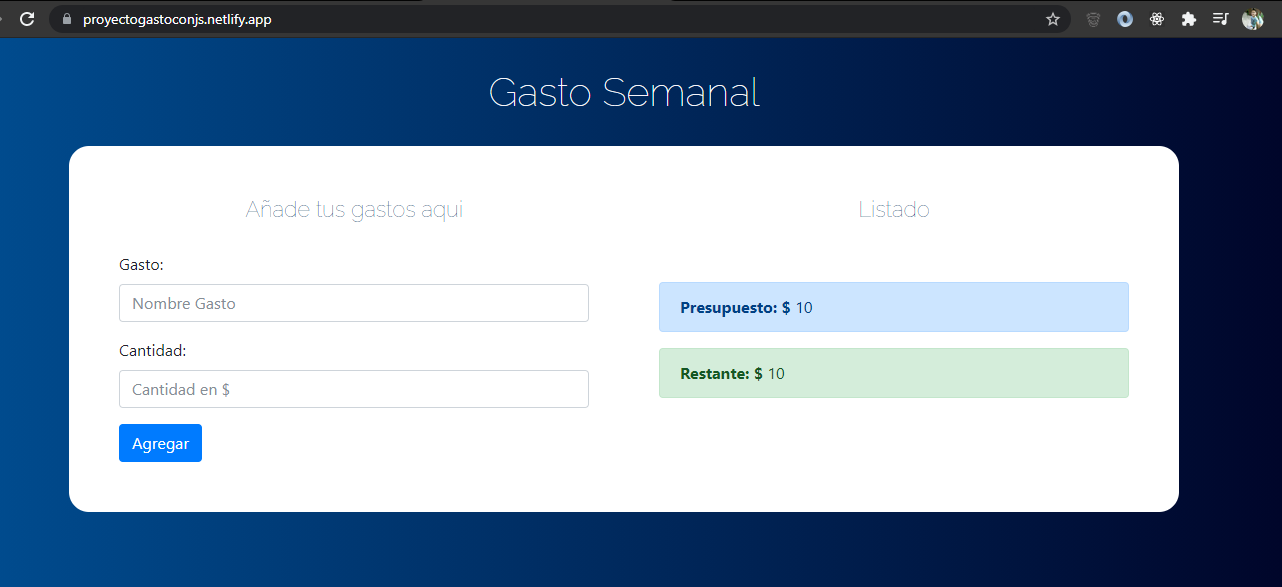 proyectogastoconjs.netlify.app
Gasto Semanal
Añade tus gastos aqui
Gasto:
Nombre Gasto
Cantidad:
Cantidad en $
Agregar
Listado
Presupuesto: $ 10
Restante: $ 10